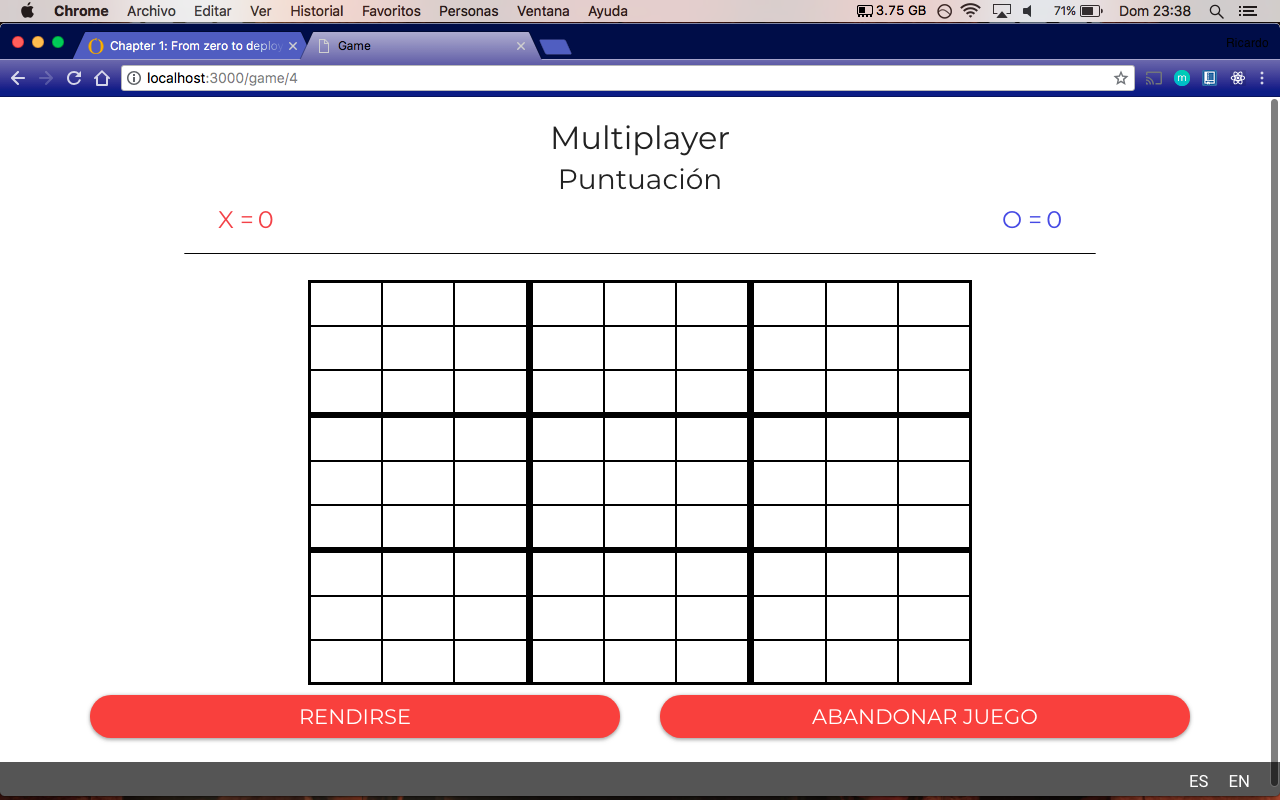 Chrome Archivo Editar Ver Historial Favoritos Personas Ventana Ayuda 3.75 GB 71% Dom 23:38
Chapter 1: From zero to deploy Game Ricardo
localhost:3000/game/4 m
Multiplayer
Puntuación
X = 0 O = 0
RENDIRSE ABANDONAR JUEGO
ES EN